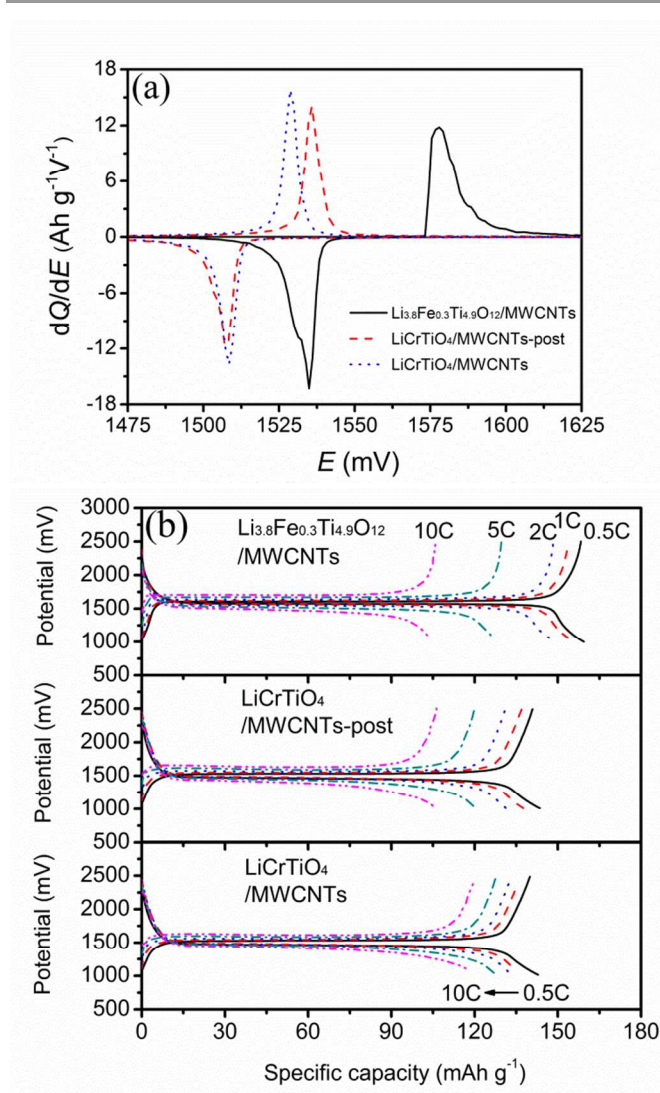 (a)
18
12
6
0
-6
-12
-18
dQ/dE (Ah g⁻¹V⁻¹)
Li₃.₈Fe₀.₃Ti₄.₉O₁₂/MWCNTs
LiCrTiO₄/MWCNTs-post
LiCrTiO₄/MWCNTs
1475 1500 1525 1550 1575 1600 1625
E (mV)
(b)
3000
2500
2000
1500
1000
500
Potential (mV)
Li₃.₈Fe₀.₃Ti₄.₉O₁₂
/MWCNTs
10C 5C 2C 1C 0.5C
2500
2000
1500
1000
500
Potential (mV)
LiCrTiO₄
/MWCNTs-post
2500
2000
1500
1000
500
Potential (mV)
LiCrTiO₄
/MWCNTs
10C ← 0.5C
0 30 60 90 120 150 180
Specific capacity (mAh g⁻¹)